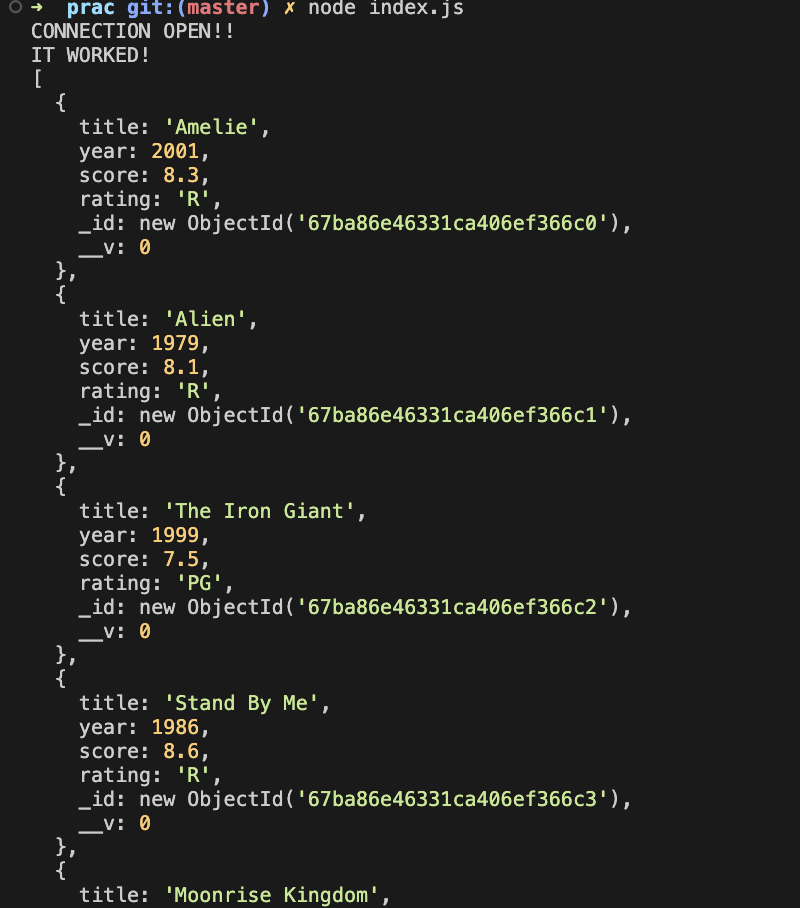 ➜  prac git:(master) ✗ node index.js
CONNECTION OPEN!!
IT WORKED!
[
  {
    title: 'Amelie',
    year: 2001,
    score: 8.3,
    rating: 'R',
    _id: new ObjectId('67ba86e46331ca406ef366c0'),
    __v: 0
  },
  {
    title: 'Alien',
    year: 1979,
    score: 8.1,
    rating: 'R',
    _id: new ObjectId('67ba86e46331ca406ef366c1'),
    __v: 0
  },
  {
    title: 'The Iron Giant',
    year: 1999,
    score: 7.5,
    rating: 'PG',
    _id: new ObjectId('67ba86e46331ca406ef366c2'),
    __v: 0
  },
  {
    title: 'Stand By Me',
    year: 1986,
    score: 8.6,
    rating: 'R',
    _id: new ObjectId('67ba86e46331ca406ef366c3'),
    __v: 0
  },
  {
    title: 'Moonrise Kingdom',